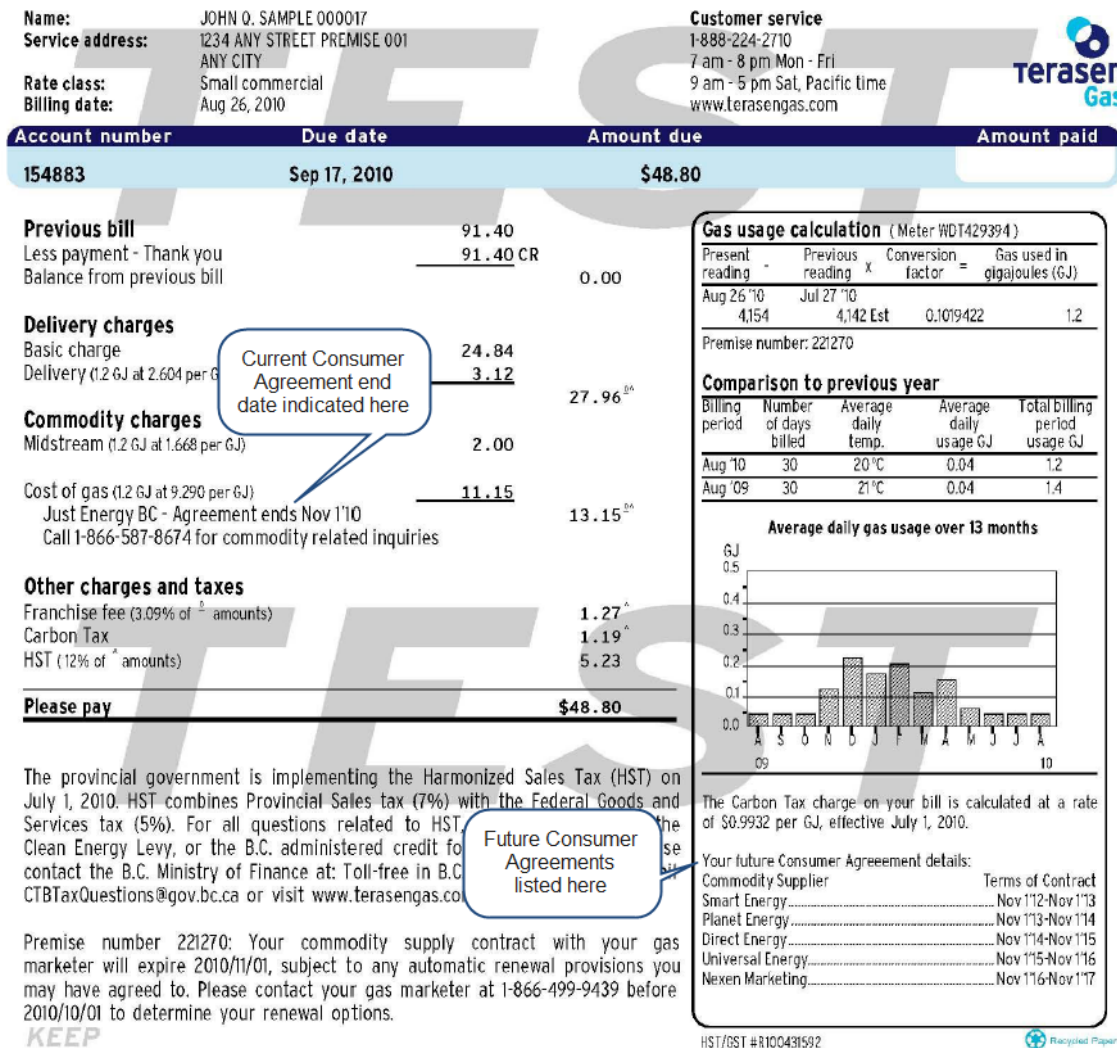 Name: JOHN Q. SAMPLE 000017
Service address: 1234 ANY STREET PREMISE 001
ANY CITY
Rate class: Small commercial
Billing date: Aug 26, 2010
Customer service
1-888-224-2710
7 am - 8 pm Mon - Fri
9 am - 5 pm Sat, Pacific time
www.terasengas.com
Terasen
Gas
TEST
Account number Due date Amount due Amount paid
154883 Sep 17, 2010 $48.80
Previous bill 91.40
Less payment - Thank you 91.40 CR
Balance from previous bill 0.00
Delivery charges
Basic charge 24.84
Delivery (1.2 GJ at 2.604 per G 3.12
27.96 DA
Current Consumer
Agreement end
date indicated here
Commodity charges
Midstream (1.2 GJ at 1.668 per GJ) 2.00
Cost of gas (1.2 GJ at 9.290 per GJ) 11.15
Just Energy BC - Agreement ends Nov 1'10 13.15 DA
Call 1-866-587-8674 for commodity related inquiries
Other charges and taxes
Franchise fee (3.09% of D amounts) 1.27 ^
Carbon Tax 1.19 ^
HST (12% of ^ amounts) 5.23
Please pay $48.80
TEST
The provincial government is implementing the Harmonized Sales Tax (HST) on
July 1, 2010. HST combines Provincial Sales tax (7%) with the Federal Goods and
Services tax (5%). For all questions related to HST, the
Clean Energy Levy, or the B.C. administered credit fo se
contact the B.C. Ministry of Finance at: Toll-free in B.C
CTBTaxQuestions@gov.bc.ca or visit www.terasengas.co
Future Consumer
Agreements
listed here
Premise number 221270: Your commodity supply contract with your gas
marketer will expire 2010/11/01, subject to any automatic renewal provisions you
may have agreed to. Please contact your gas marketer at 1-866-499-9439 before
2010/10/01 to determine your renewal options.
KEEP
Gas usage calculation (Meter WDT429394)
Present reading - Previous reading x Conversion factor = Gas used in gigajoules (GJ)
Aug 26 '10 Jul 27 '10
4,154 4,142 Est 0.1019422 1.2
Premise number: 221270
Comparison to previous year
Billing period Number of days billed Average daily temp. Average daily usage GJ Total billing period usage GJ
Aug '10 30 20°C 0.04 1.2
Aug '09 30 21°C 0.04 1.4
Average daily gas usage over 13 months
GJ
0.5
0.4
0.3
0.2
0.1
0.0
A S O N D J F M A M J J A
09 10
The Carbon Tax charge on your bill is calculated at a rate
of $0.9932 per GJ, effective July 1, 2010.
Your future Consumer Agreeement details:
Commodity Supplier Terms of Contract
Smart Energy Nov 1'12-Nov 1'13
Planet Energy Nov 1'13-Nov 1'14
Direct Energy Nov 1'14-Nov 1'15
Universal Energy Nov 1'15-Nov 1'16
Nexen Marketing Nov 1'16-Nov 1'17
HST/GST #R100431592
Recycled Paper